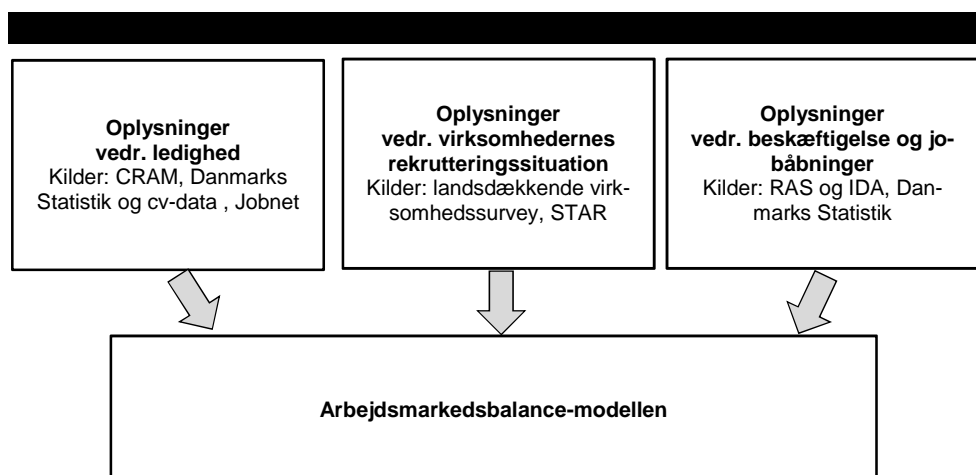 Oplysninger
vedr. ledighed
Kilder: CRAM, Danmarks
Statistik og cv-data , Jobnet
Oplysninger
vedr. virksomhedernes
rekrutteringssituation
Kilder: landsdækkende virk-
somhedssurvey, STAR
Oplysninger
vedr. beskæftigelse og jo-
båbninger
Kilder: RAS og IDA, Dan-
marks Statistik
Arbejdsmarkedsbalance-modellen